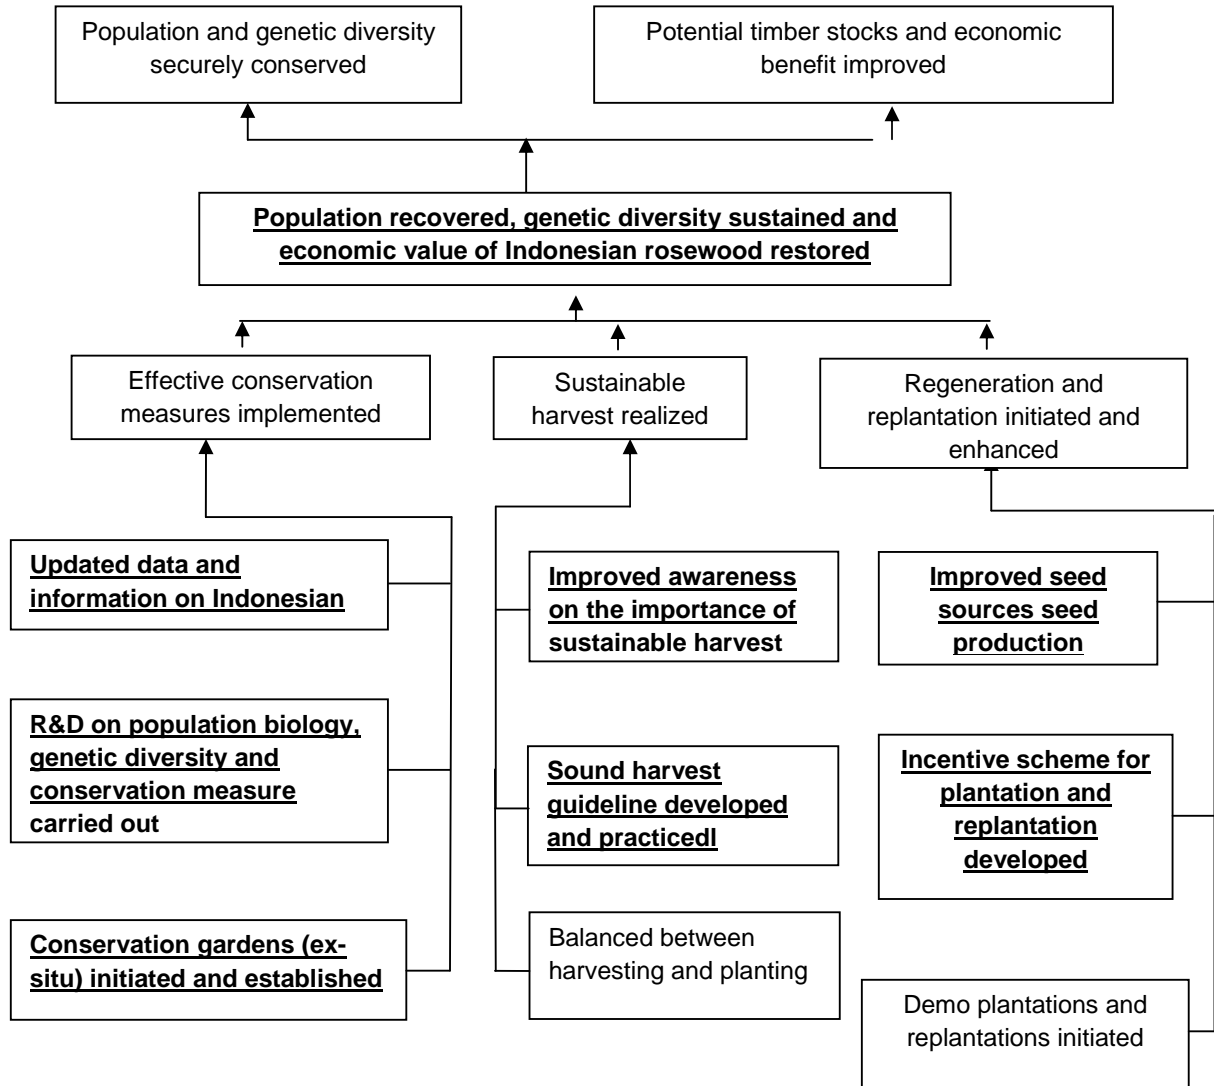 Population and genetic diversity
securely conserved
Potential timber stocks and economic
benefit improved
Population recovered, genetic diversity sustained and
economic value of Indonesian rosewood restored
Effective conservation
measures implemented
Sustainable
harvest realized
Regeneration and
replantation initiated and
enhanced
Updated data and
information on Indonesian
R&D on population biology,
genetic diversity and
conservation measure
carried out
Conservation gardens (ex-
situ) initiated and established
Improved awareness
on the importance of
sustainable harvest
Sound harvest
guideline developed
and practicedI
Balanced between
harvesting and planting
Improved seed
sources seed
production
Incentive scheme for
plantation and
replantation
developed
Demo plantations and
replantations initiated